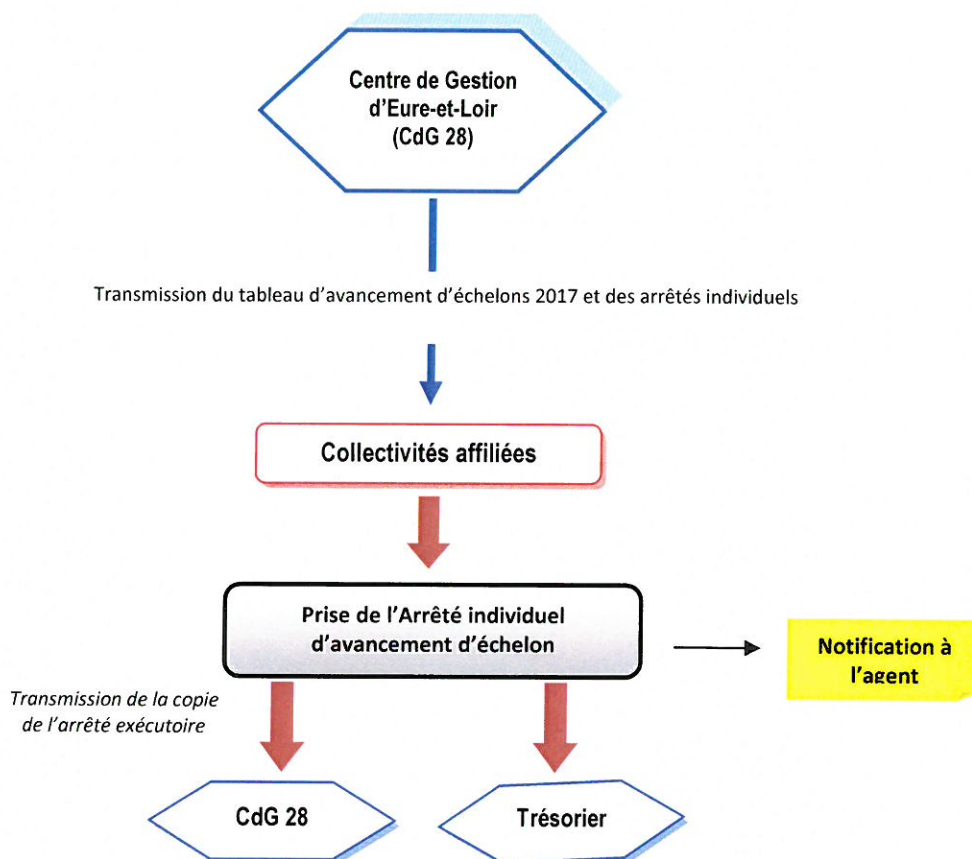 Centre de Gestion
d'Eure-et-Loir
(CdG 28)
Transmission du tableau d'avancement d'échelons 2017 et des arrêtés individuels
Collectivités affiliées
Prise de l'Arrêté individuel
d'avancement d'échelon
Notification à
l'agent
Transmission de la copie
de l'arrêté exécutoire
CdG 28
Trésorier